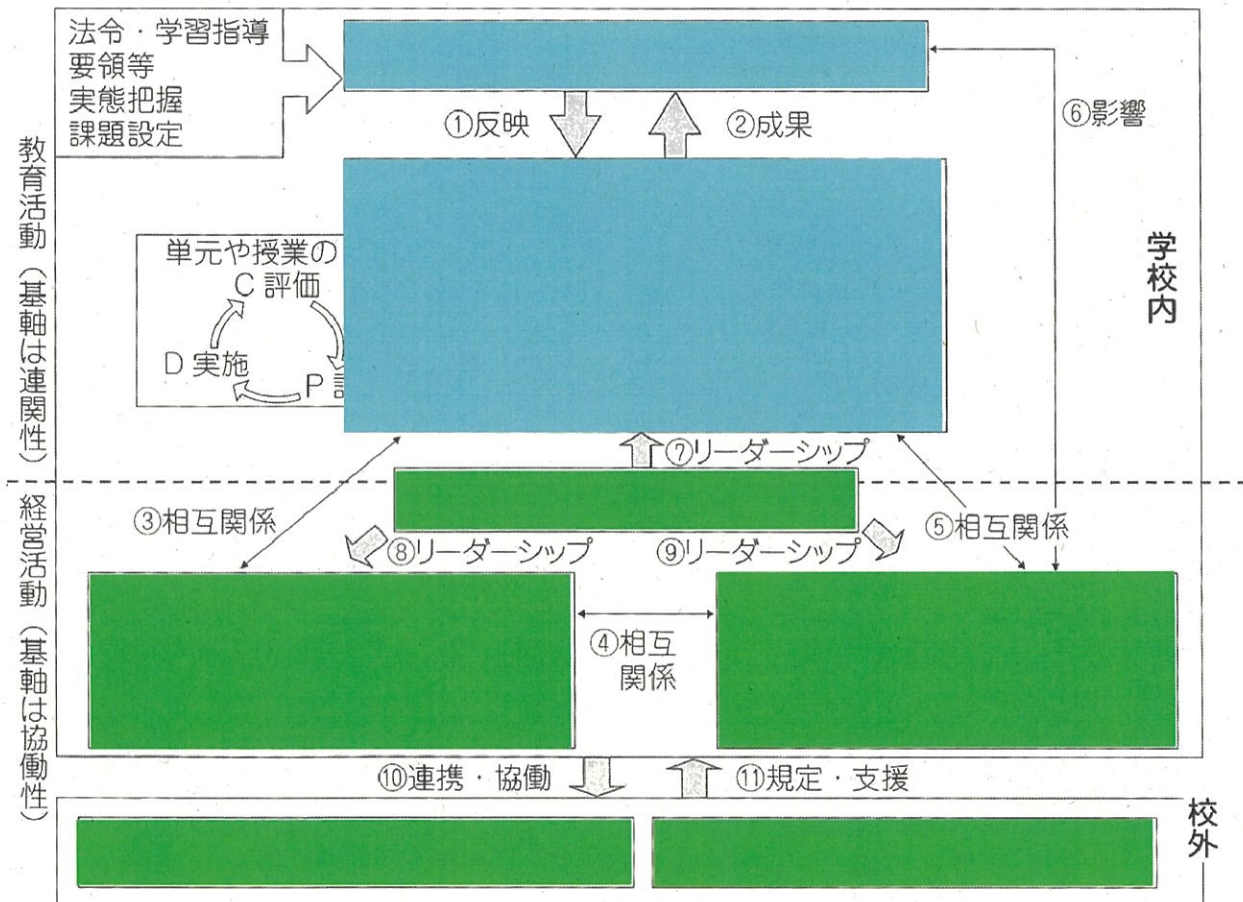 法令・学習指導
要領等
実態把握
課題設定
①反映
②成果
⑥影響
教育活動（基軸は連関性）
学校内
単元や授業の
C 評価
D 実施
P
⑦リーダーシップ
③相互関係
⑤相互関係
⑧リーダーシップ
⑨リーダーシップ
経営活動（基軸は協働性）
④相互
関係
⑩連携・協働
⑪規定・支援
校外